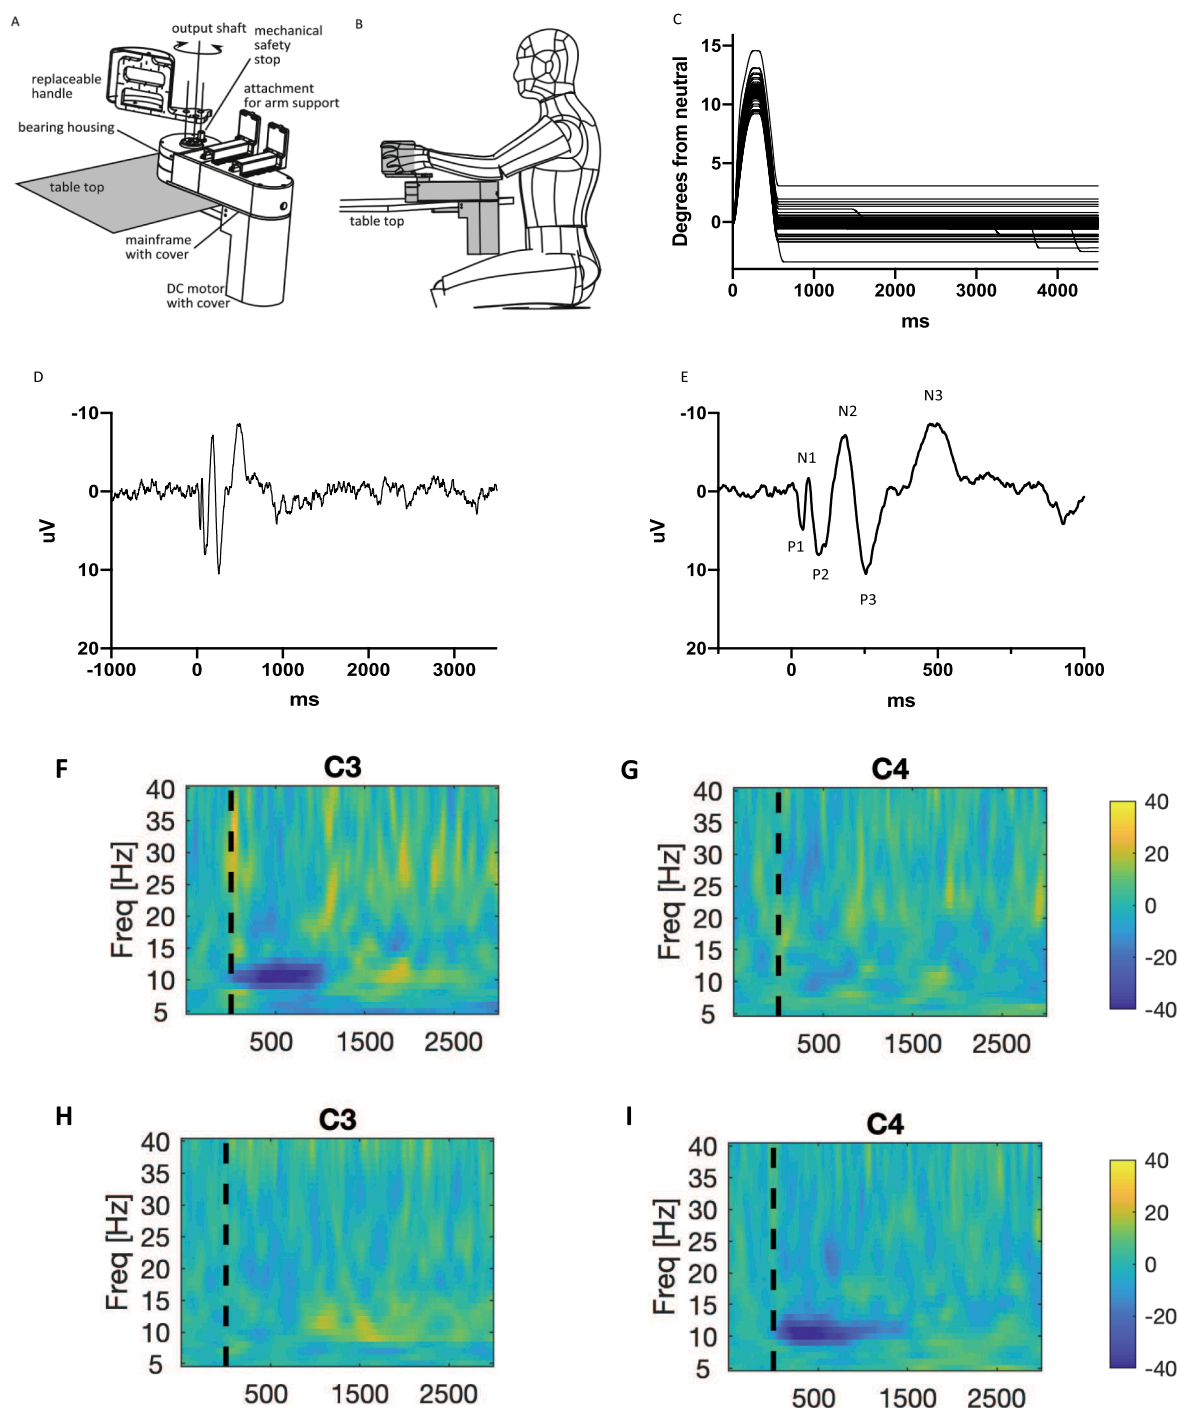 A
output shaft
mechanical
safety
stop
replaceable
handle
attachment
for arm support
bearing housing
table top
mainframe
with cover
DC motor
with cover
B
table top
C
Degrees from neutral
15
10
5
0
0
1000
2000
3000
4000
ms
D
-10
0
10
20
uV
-1000
0
1000
2000
3000
ms
E
-10
0
10
20
uV
N1
N2
N3
P1
P2
P3
0
500
1000
ms
F
C3
Freq [Hz]
40
35
30
25
20
15
10
5
500
1500
2500
G
C4
Freq [Hz]
40
35
30
25
20
15
10
5
500
1500
2500
40
20
0
-20
-40
H
C3
Freq [Hz]
40
35
30
25
20
15
10
5
500
1500
2500
I
C4
Freq [Hz]
40
35
30
25
20
15
10
5
500
1500
2500
40
20
0
-20
-40